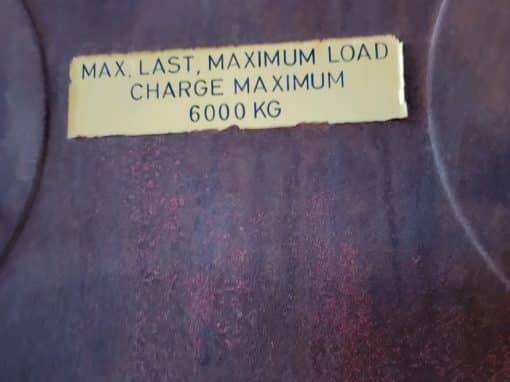 MAX. LAST, MAXIMUM LOAD
CHARGE MAXIMUM
6000 KG